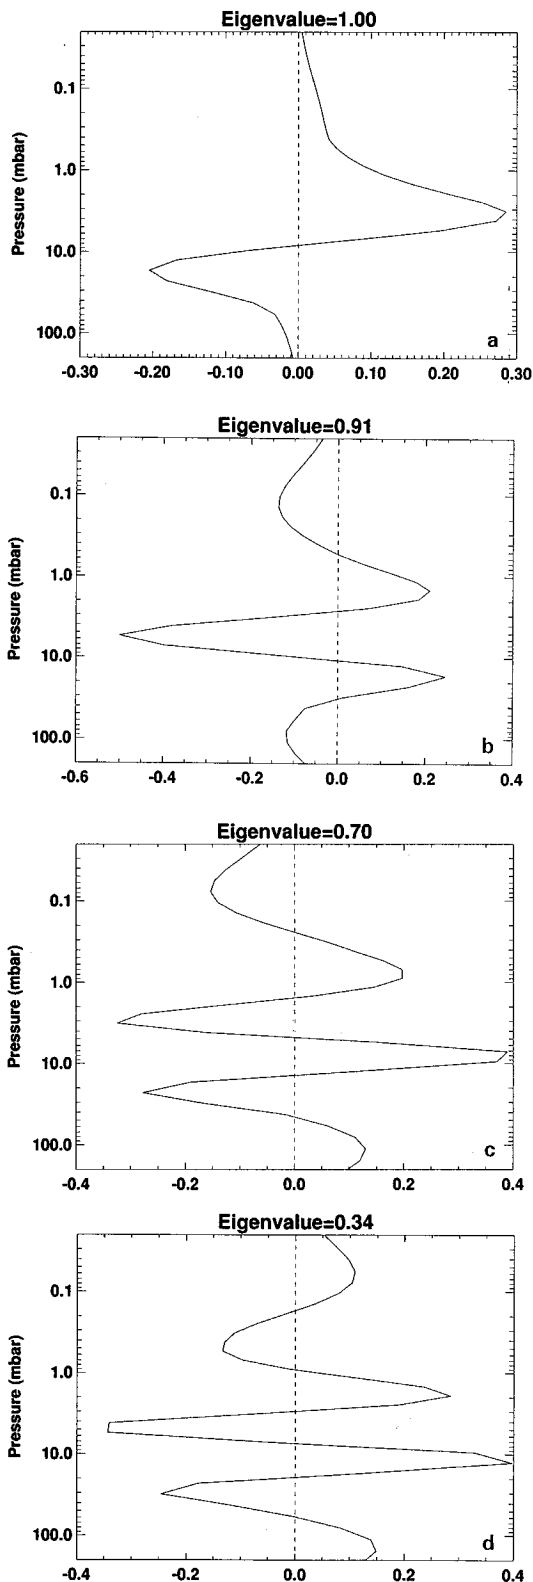 Eigenvalue=1.00
Pressure (mbar)
0.1
1.0
10.0
100.0
a
-0.30 -0.20 -0.10 0.00 0.10 0.20 0.30
Eigenvalue=0.91
Pressure (mbar)
0.1
1.0
10.0
100.0
b
-0.6 -0.4 -0.2 0.0 0.2 0.4
Eigenvalue=0.70
Pressure (mbar)
0.1
1.0
10.0
100.0
c
-0.4 -0.2 0.0 0.2 0.4
Eigenvalue=0.34
Pressure (mbar)
0.1
1.0
10.0
100.0
d
-0.4 -0.2 0.0 0.2 0.4